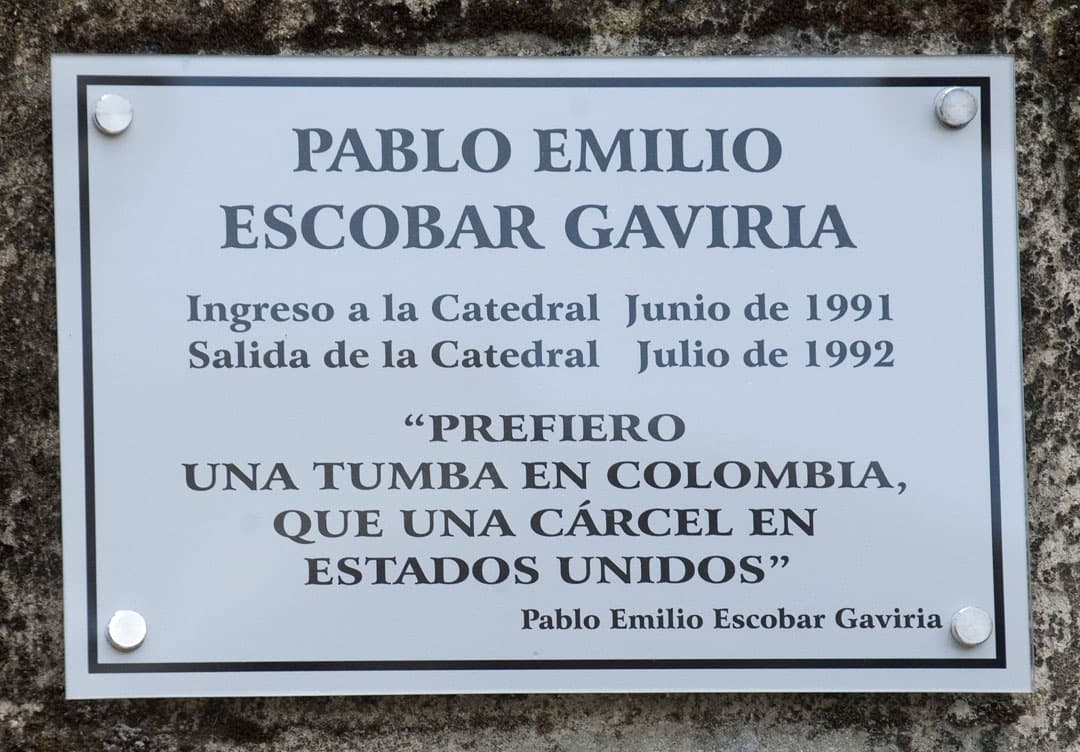 PABLO EMILIO
ESCOBAR GAVIRIA
Ingreso a la Catedral Junio de 1991
Salida de la Catedral Julio de 1992
“PREFIERO
UNA TUMBA EN COLOMBIA,
QUE UNA CÁRCEL EN
ESTADOS UNIDOS”
Pablo Emilio Escobar Gaviria